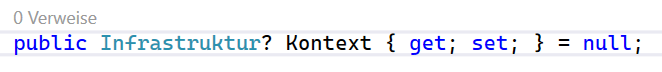 0 Verweise
public Infrastruktur? Kontext { get; set; } = null;